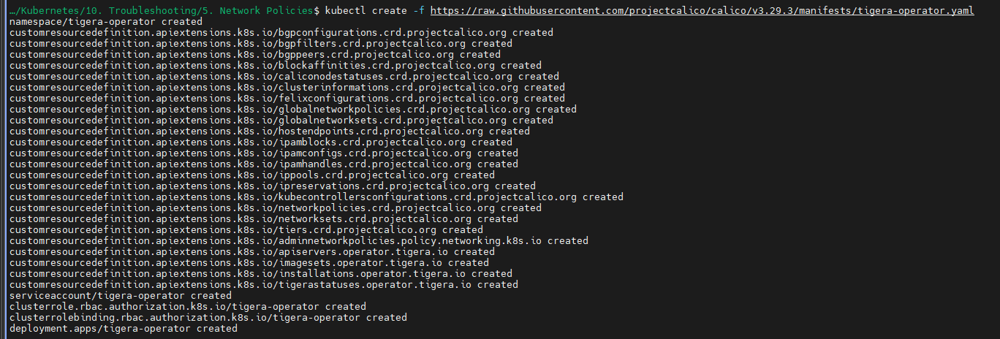 …/Kubernetes/10. Troubleshooting/5. Network Policies$ kubectl create -f https://raw.githubusercontent.com/projectcalico/calico/v3.29.3/manifests/tigera-operator.yaml
namespace/tigera-operator created
customresourcedefinition.apiextensions.k8s.io/bgpconfigurations.crd.projectcalico.org created
customresourcedefinition.apiextensions.k8s.io/bgpfilters.crd.projectcalico.org created
customresourcedefinition.apiextensions.k8s.io/bgppeers.crd.projectcalico.org created
customresourcedefinition.apiextensions.k8s.io/blockaffinities.crd.projectcalico.org created
customresourcedefinition.apiextensions.k8s.io/caliconodestatuses.crd.projectcalico.org created
customresourcedefinition.apiextensions.k8s.io/clusterinformations.crd.projectcalico.org created
customresourcedefinition.apiextensions.k8s.io/felixconfigurations.crd.projectcalico.org created
customresourcedefinition.apiextensions.k8s.io/globalnetworkpolicies.crd.projectcalico.org created
customresourcedefinition.apiextensions.k8s.io/globalnetworksets.crd.projectcalico.org created
customresourcedefinition.apiextensions.k8s.io/hostendpoints.crd.projectcalico.org created
customresourcedefinition.apiextensions.k8s.io/ipamblocks.crd.projectcalico.org created
customresourcedefinition.apiextensions.k8s.io/ipamconfigs.crd.projectcalico.org created
customresourcedefinition.apiextensions.k8s.io/ipamhandles.crd.projectcalico.org created
customresourcedefinition.apiextensions.k8s.io/ippools.crd.projectcalico.org created
customresourcedefinition.apiextensions.k8s.io/ipreservations.crd.projectcalico.org created
customresourcedefinition.apiextensions.k8s.io/kubecontrollersconfigurations.crd.projectcalico.org created
customresourcedefinition.apiextensions.k8s.io/networkpolicies.crd.projectcalico.org created
customresourcedefinition.apiextensions.k8s.io/networksets.crd.projectcalico.org created
customresourcedefinition.apiextensions.k8s.io/tiers.crd.projectcalico.org created
customresourcedefinition.apiextensions.k8s.io/adminnetworkpolicies.policy.networking.k8s.io created
customresourcedefinition.apiextensions.k8s.io/apiservers.operator.tigera.io created
customresourcedefinition.apiextensions.k8s.io/imagesets.operator.tigera.io created
customresourcedefinition.apiextensions.k8s.io/installations.operator.tigera.io created
customresourcedefinition.apiextensions.k8s.io/tigerastatuses.operator.tigera.io created
serviceaccount/tigera-operator created
clusterrole.rbac.authorization.k8s.io/tigera-operator created
clusterrolebinding.rbac.authorization.k8s.io/tigera-operator created
deployment.apps/tigera-operator created